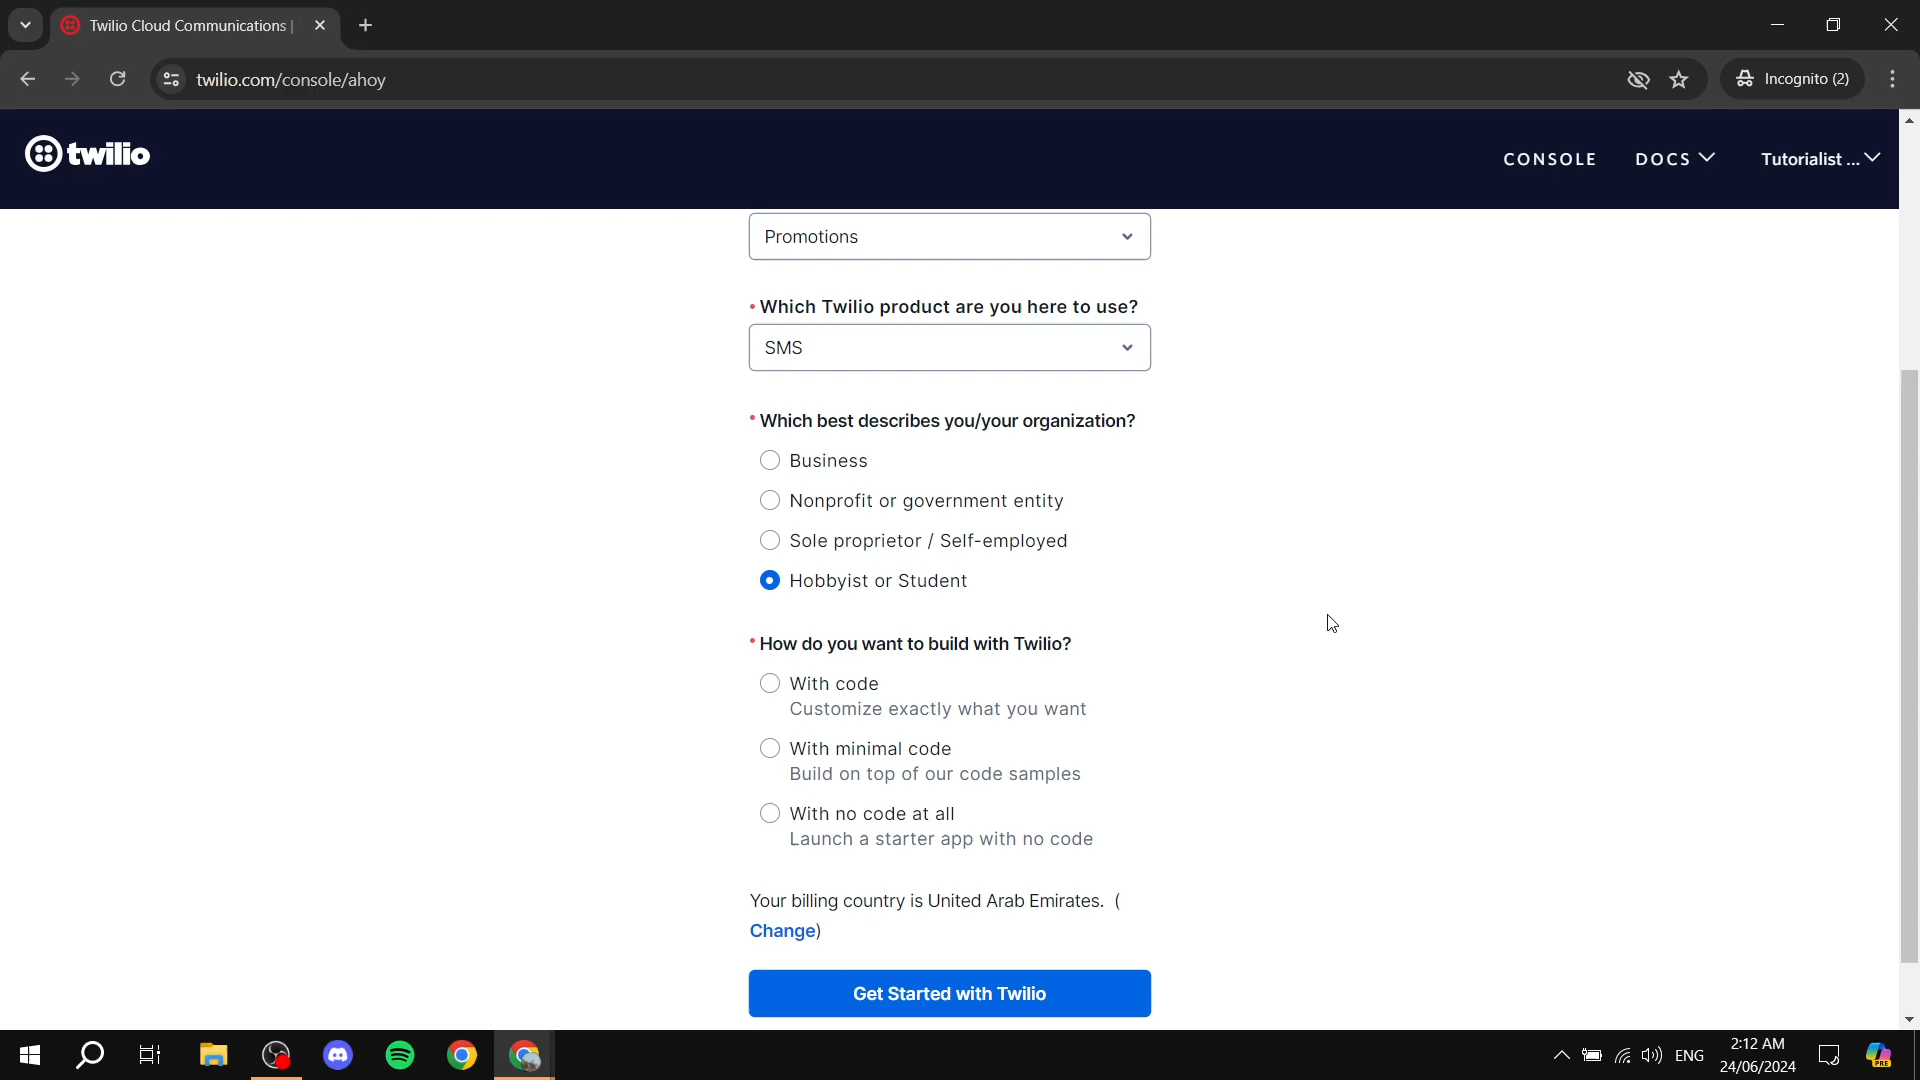 Twilio Cloud Communications |
twilio.com/console/ahoy
Incognito (2)
twilio
CONSOLE
DOCS
Tutorialist ...
Promotions
• Which Twilio product are you here to use?
SMS
* Which best describes you/your organization?
Business
Nonprofit or government entity
Sole proprietor / Self-employed
Hobbyist or Student
* How do you want to build with Twilio?
With code
Customize exactly what you want
With minimal code
Build on top of our code samples
With no code at all
Launch a starter app with no code
Your billing country is United Arab Emirates. (
Change)
Get Started with Twilio
ENG
2:12 AM
24/06/2024
PRE